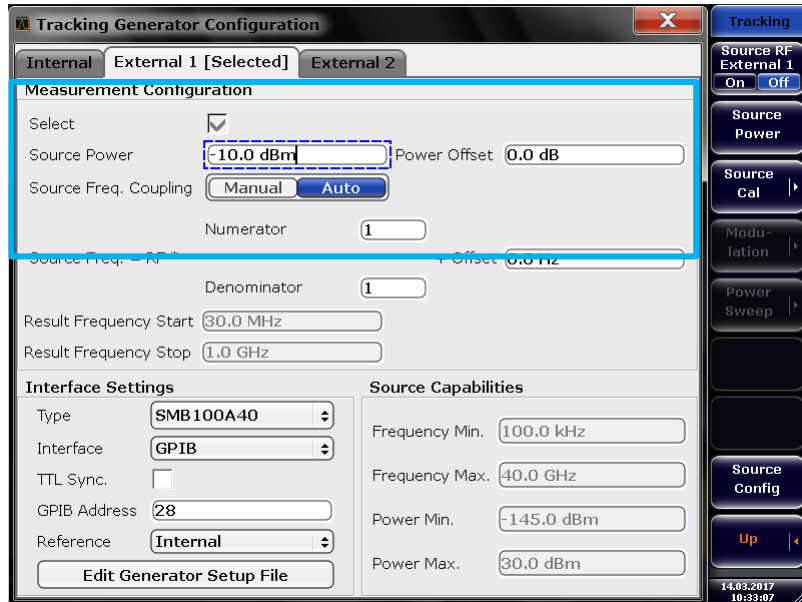 Tracking Generator Configuration
X
Internal
External 1 [Selected]
External 2
Measurement Configuration
Select
Source Power
-10.0 dBm
Power Offset
0.0 dB
Source Freq. Coupling
Manual
Auto
Numerator
1
Source Freq. = RF *
+ Offset
0.0 Hz
Denominator
1
Result Frequency Start
30.0 MHz
Result Frequency Stop
1.0 GHz
Interface Settings
Type
SMB100A40
Interface
GPIB
TTL Sync.
GPIB Address
28
Reference
Internal
Edit Generator Setup File
Source Capabilities
Frequency Min.
100.0 kHz
Frequency Max.
40.0 GHz
Power Min.
-145.0 dBm
Power Max.
30.0 dBm
Tracking
Source RF
External 1
On
Off
Source
Power
Source
Cal
Modu-
lation
Power
Sweep
Source
Config
Up
14.03.2017
10:33:07